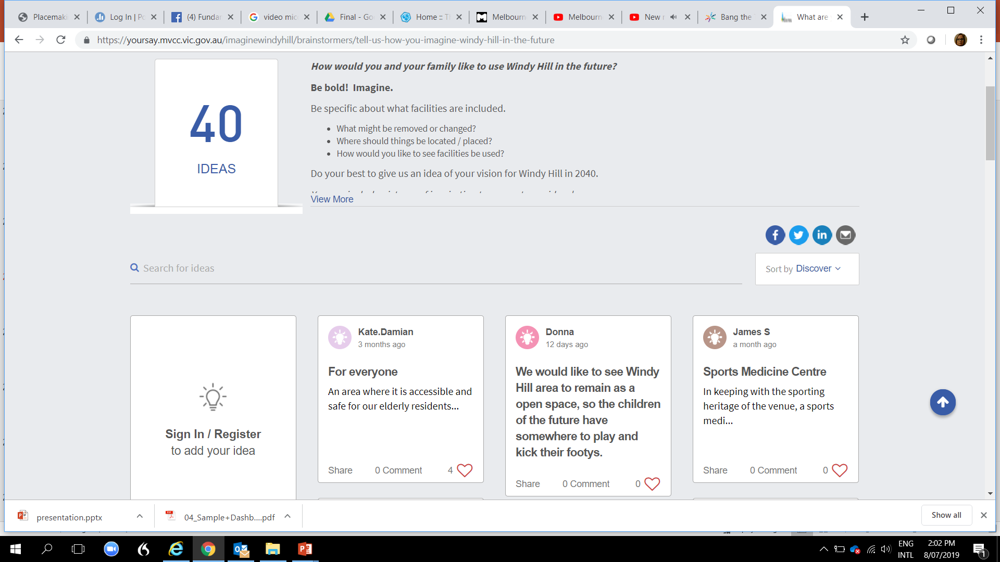 Placemaki
Log In | Po
(4) Fundar
video mic
Final - Go
Home :: Th
Melbourn
Melbourn
New r
Bang the
What are
https://yoursay.mvcc.vic.gov.au/imaginewindyhill/brainstormers/tell-us-how-you-imagine-windy-hill-in-the-future
40
IDEAS
How would you and your family like to use Windy Hill in the future?
Be bold!  Imagine.
Be specific about what facilities are included.
What might be removed or changed?
Where should things be located / placed?
How would you like to see facilities be used?
Do your best to give us an idea of your vision for Windy Hill in 2040.
View More
Search for ideas
Sort by Discover
Sign In / Register
to add your idea
Kate.Damian
3 months ago
For everyone
An area where it is accessible and
safe for our elderly residents...
Share 0 Comment 4
Donna
12 days ago
We would like to see Windy
Hill area to remain as a
open space, so the children
of the future have
somewhere to play and
kick their footys.
Share 0 Comment 0
James S
a month ago
Sports Medicine Centre
In keeping with the sporting
heritage of the venue, a sports
medi...
Share 0 Comment 0
presentation.pptx
04_Sample+Dashb....pdf
Show all
ENG
INTL
2:02 PM
8/07/2019
1